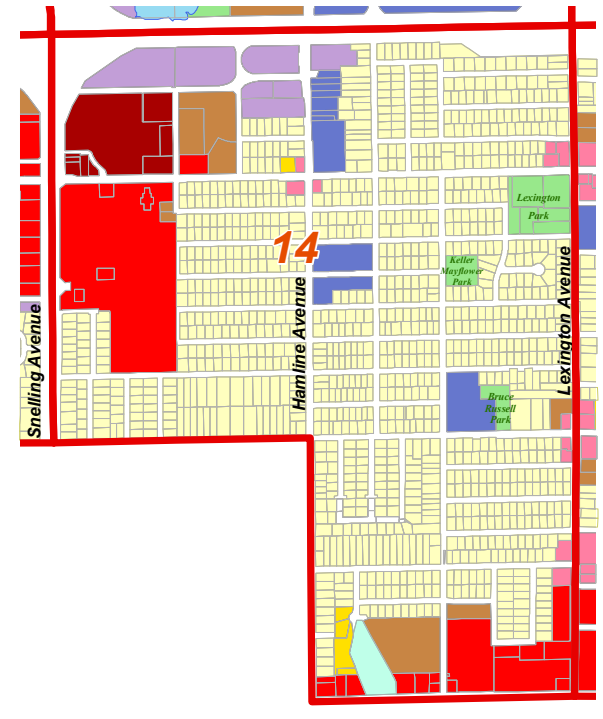 Lexington
Park
14
Keller
Mayflower
Park
Snelling Avenue
Hamline Avenue
Lexington Avenue
Bruce
Russell
Park